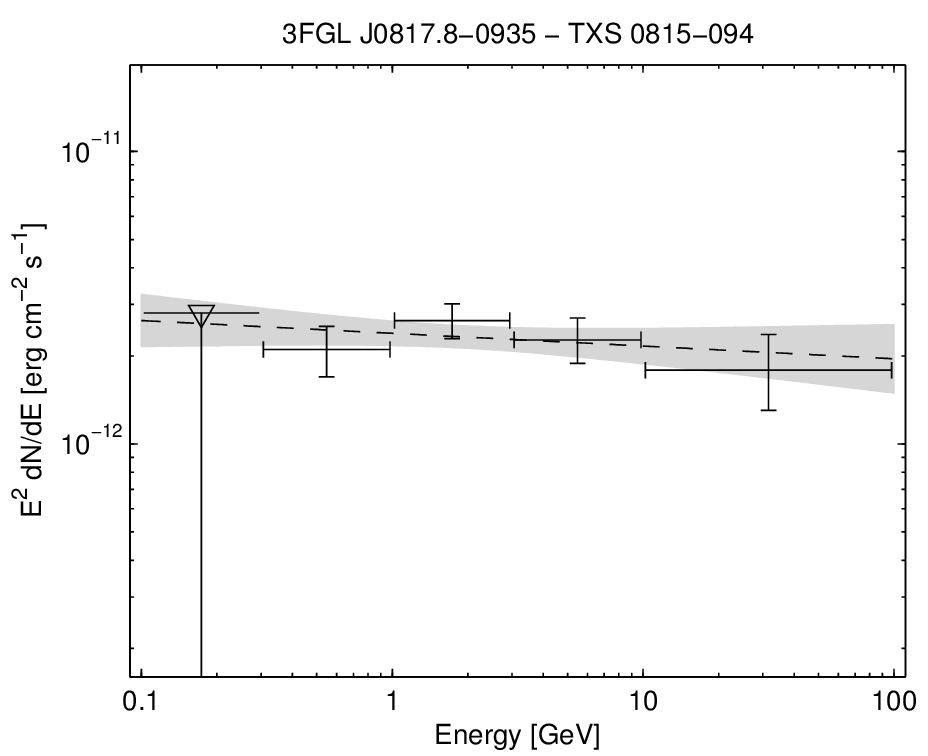 3FGL J0817.8−0935 − TXS 0815−094
E² dN/dE [erg cm⁻² s⁻¹]
10⁻¹¹
10⁻¹²
0.1 1 10 100
Energy [GeV]